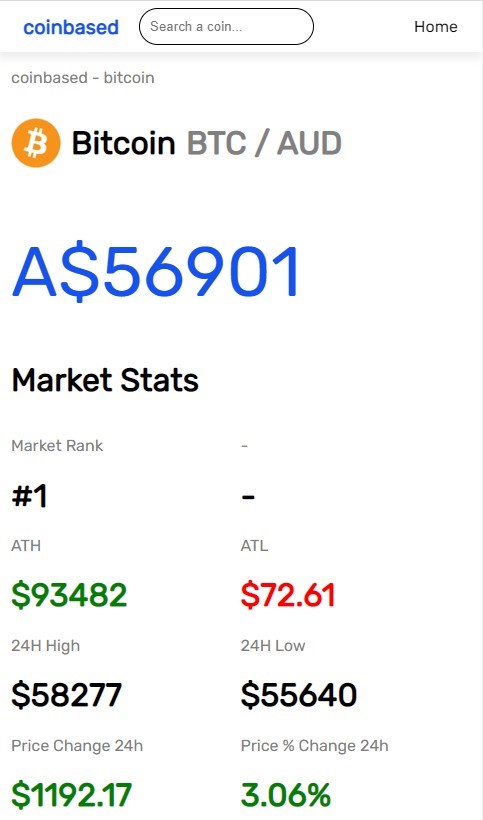 coinbased Search a coin... Home
coinbased - bitcoin
Bitcoin BTC / AUD
A$56901
Market Stats
Market Rank -
#1 -
ATH ATL
$93482 $72.61
24H High 24H Low
$58277 $55640
Price Change 24h Price % Change 24h
$1192.17 3.06%